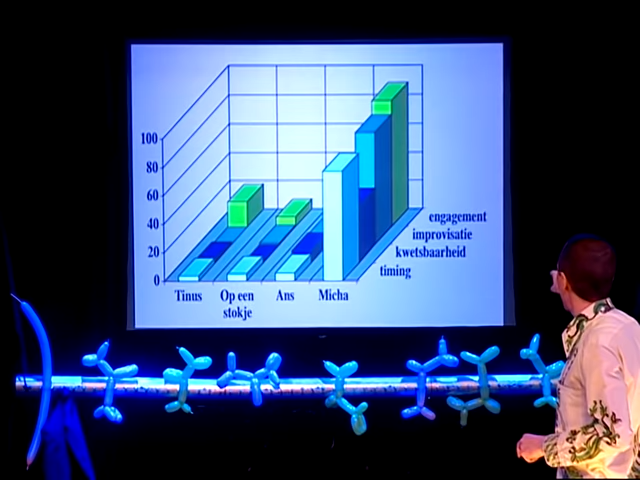 100
80
60
40
20
0
Tinus Op een stokje Ans Micha
timing
kwetsbaarheid
improvisatie
engagement